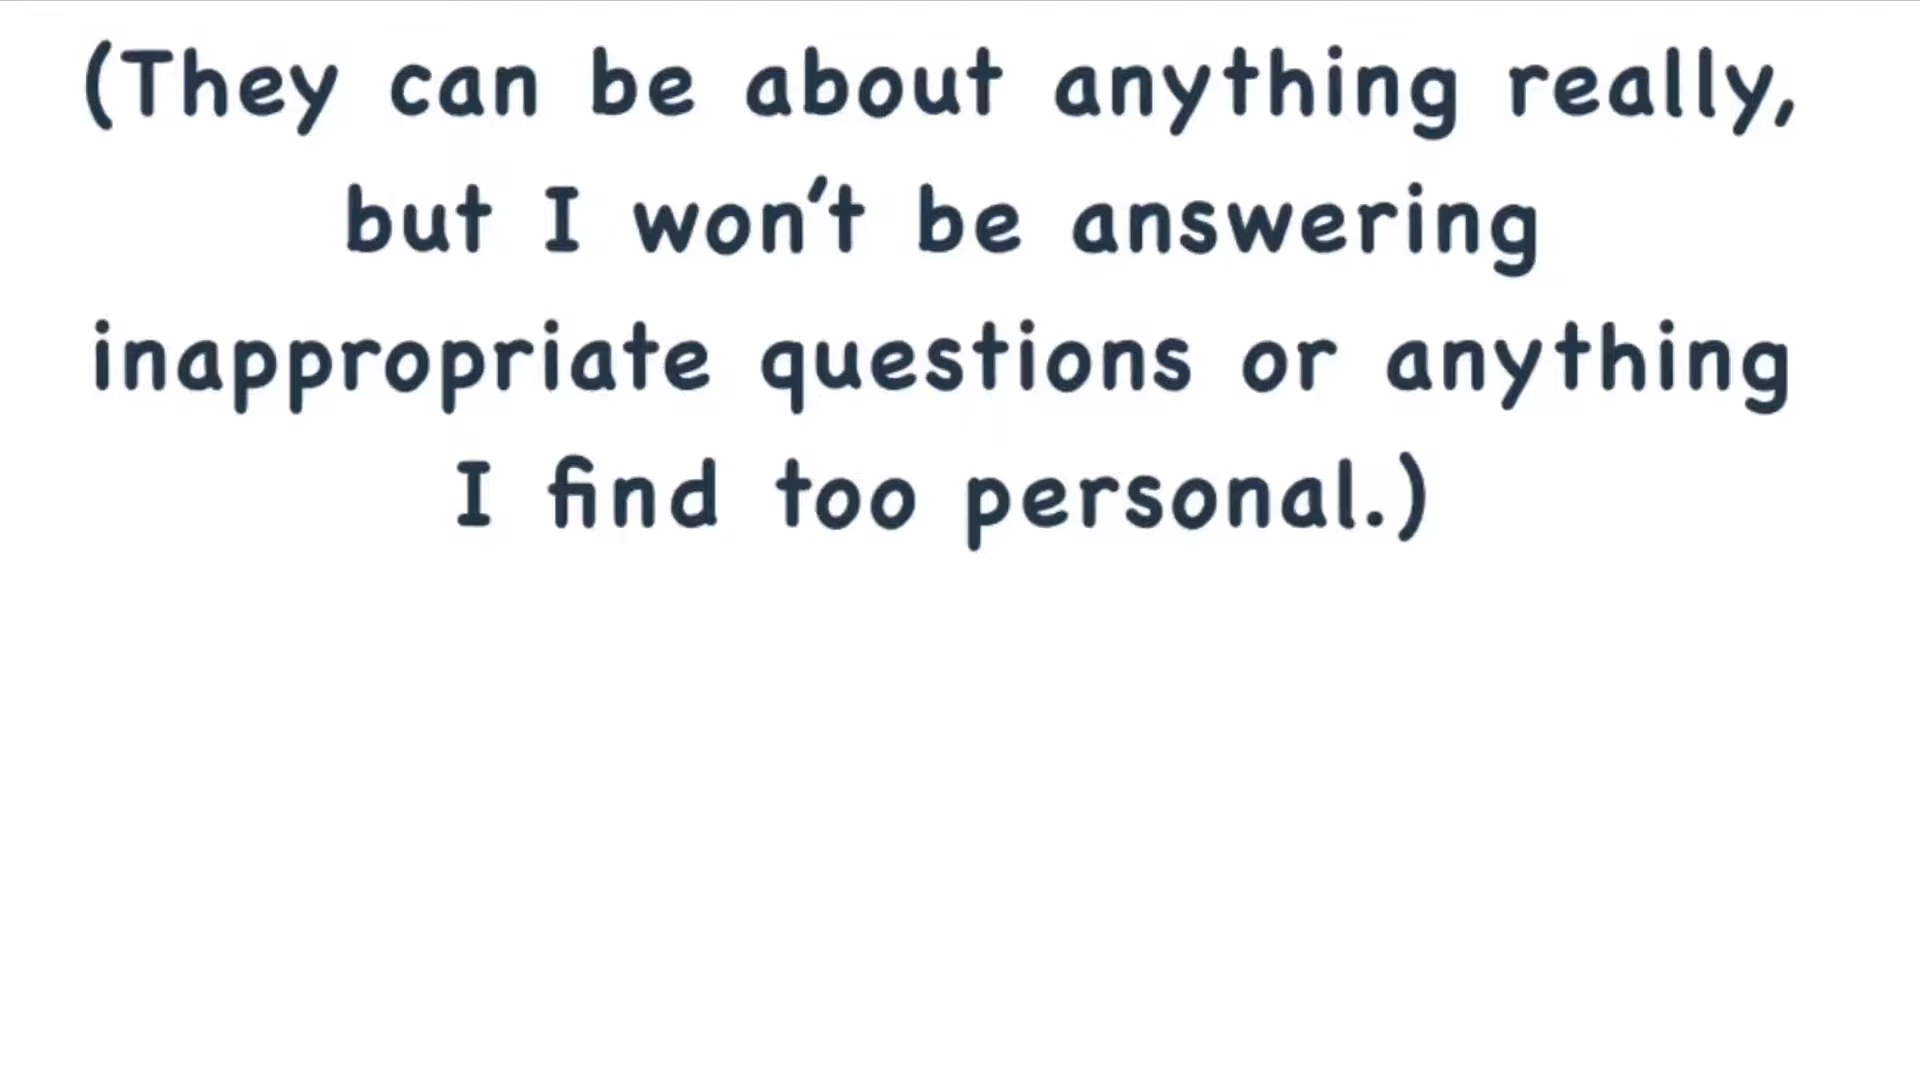 (They can be about anything really,
but I won't be answering
inappropriate questions or anything
I find too personal.)